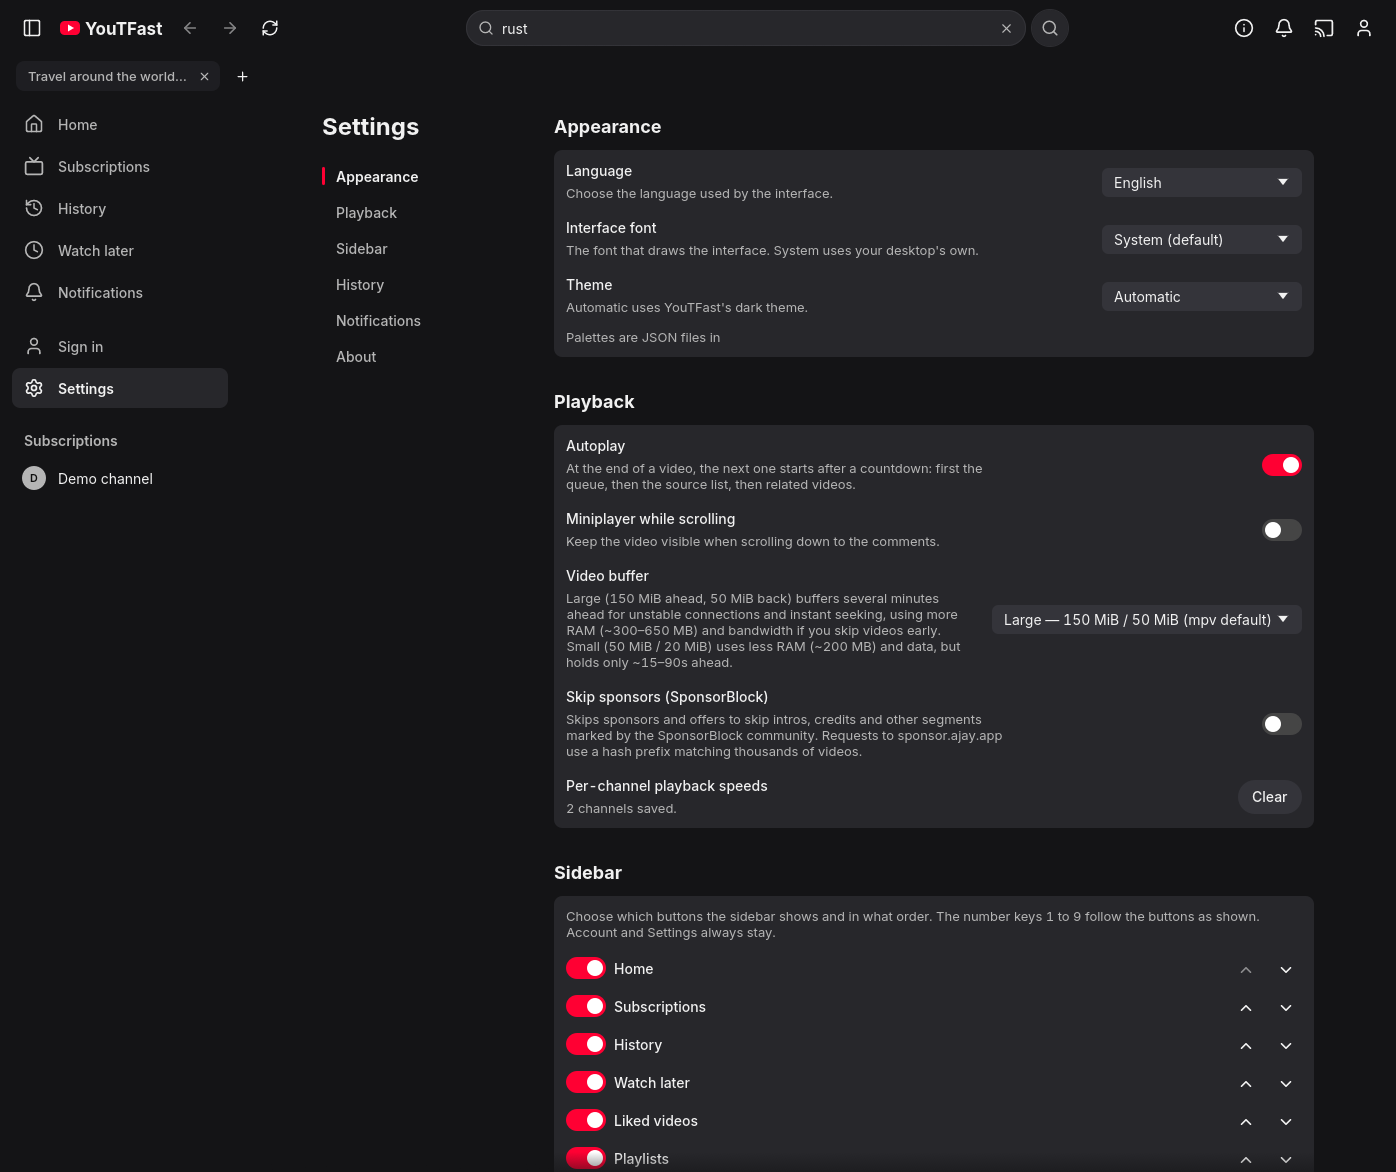 YouTFast
rust
Travel around the world...
Home
Subscriptions
History
Watch later
Notifications
Sign in
Settings
Subscriptions
D
Demo channel
Settings
Appearance
Playback
Sidebar
History
Notifications
About
Appearance
Language
Choose the language used by the interface.
English
Interface font
The font that draws the interface. System uses your desktop's own.
System (default)
Theme
Automatic uses YouTFast's dark theme.
Automatic
Palettes are JSON files in
Playback
Autoplay
At the end of a video, the next one starts after a countdown: first the
queue, then the source list, then related videos.
Miniplayer while scrolling
Keep the video visible when scrolling down to the comments.
Video buffer
Large (150 MiB ahead, 50 MiB back) buffers several minutes
ahead for unstable connections and instant seeking, using more
RAM (~300–650 MB) and bandwidth if you skip videos early.
Small (50 MiB / 20 MiB) uses less RAM (~200 MB) and data, but
holds only ~15–90s ahead.
Large — 150 MiB / 50 MiB (mpv default)
Skip sponsors (SponsorBlock)
Skips sponsors and offers to skip intros, credits and other segments
marked by the SponsorBlock community. Requests to sponsor.ajay.app
use a hash prefix matching thousands of videos.
Per-channel playback speeds
2 channels saved.
Clear
Sidebar
Choose which buttons the sidebar shows and in what order. The number keys 1 to 9 follow the buttons as shown.
Account and Settings always stay.
Home
Subscriptions
History
Watch later
Liked videos
Playlists